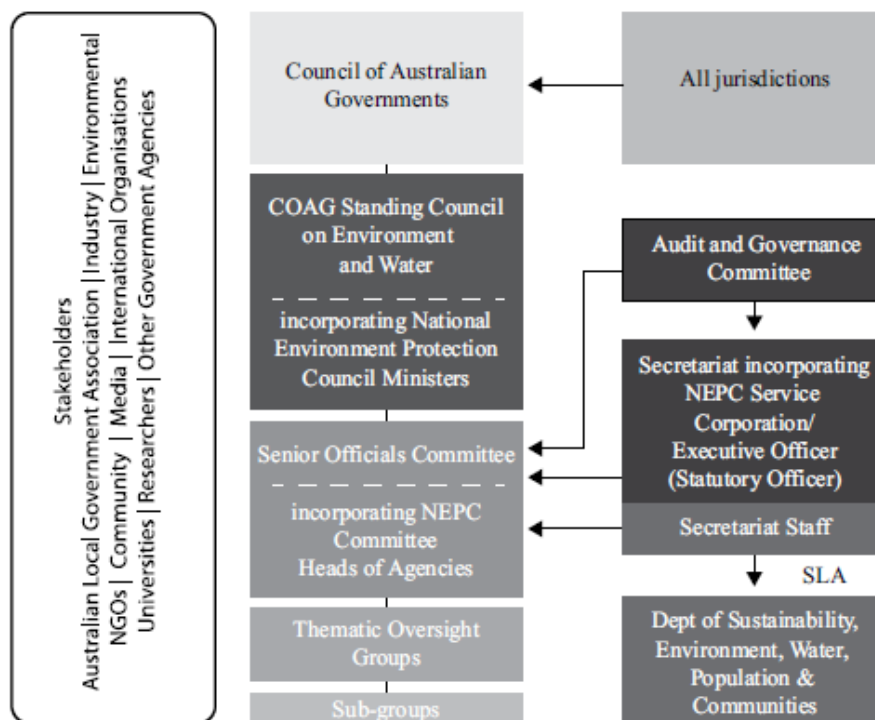 Stakeholders
Australian Local Government Association | Industry | Environmental
NGOs | Community | Media | International Organisations
Universities | Researchers | Other Government Agencies
Council of Australian
Governments
All jurisdictions
COAG Standing Council
on Environment
and Water
incorporating National
Environment Protection
Council Ministers
Audit and Governance
Committee
Secretariat incorporating
NEPC Service
Corporation/
Executive Officer
(Statutory Officer)
Senior Officials Committee
incorporating NEPC
Committee
Heads of Agencies
Secretariat Staff
SLA
Thematic Oversight
Groups
Dept of Sustainability,
Environment, Water,
Population &
Communities
Sub-groups